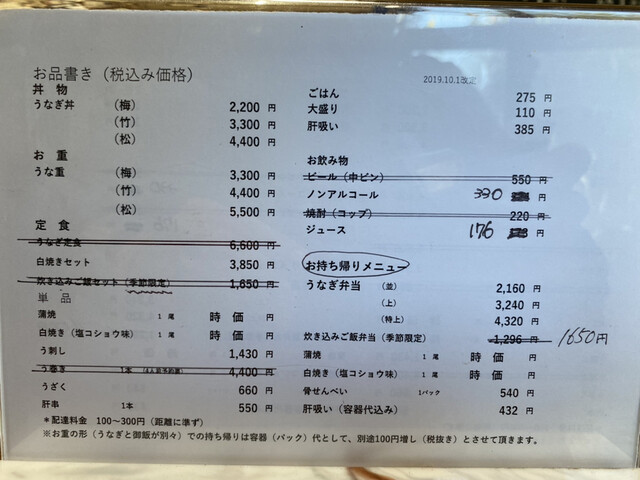 お品書き（税込み価格）
2019.10.1改定
丼 物
うなぎ丼 （梅） 2,200 円
（竹） 3,300 円
（松） 4,400 円
お 重
うな重 （梅） 3,300 円
（竹） 4,400 円
（松） 5,500 円
定 食
うなぎ定食 6,600 円
白焼きセット 3,850 円
炊き込みご飯セット（季節限定） 1,650 円
単 品
蒲焼 1 尾 時 価 円
白焼き（塩コショウ味） 1 尾 時 価 円
う刺し 1,430 円
う巻き 1本 4,400 円
うざく 660 円
肝串 1本 550 円
＊配達料金 100～300円（距離に準ず）
ごはん 275 円
大盛り 110 円
肝吸い 385 円
お飲み物
ビール（中ビン） 550 円
ノンアルコール 330 円
焼酎（コップ） 220 円
ジュース 176 円
お持ち帰りメニュー
うなぎ弁当 （並） 2,160 円
（上） 3,240 円
（特上） 4,320 円
炊き込みご飯弁当（季節限定） 1,296 円 1650円
蒲焼 1 尾 時 価 円
白焼き（塩コショウ味） 1 尾 時 価 円
骨せんべい 1パック 540 円
肝吸い（容器代込み） 432 円
※お重の形（うなぎと御飯が別々）での持ち帰りは容器（パック）代として、別途100円増し（税抜き）とさせて頂きます。